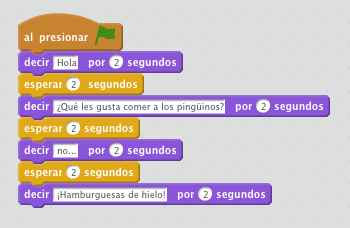 al presionar
decir Hola por 2 segundos
esperar 2 segundos
decir ¿Qué les gusta comer a los pingüinos? por 2 segundos
esperar 2 segundos
decir no... por 2 segundos
esperar 2 segundos
decir ¡Hamburguesas de hielo! por 2 segundos